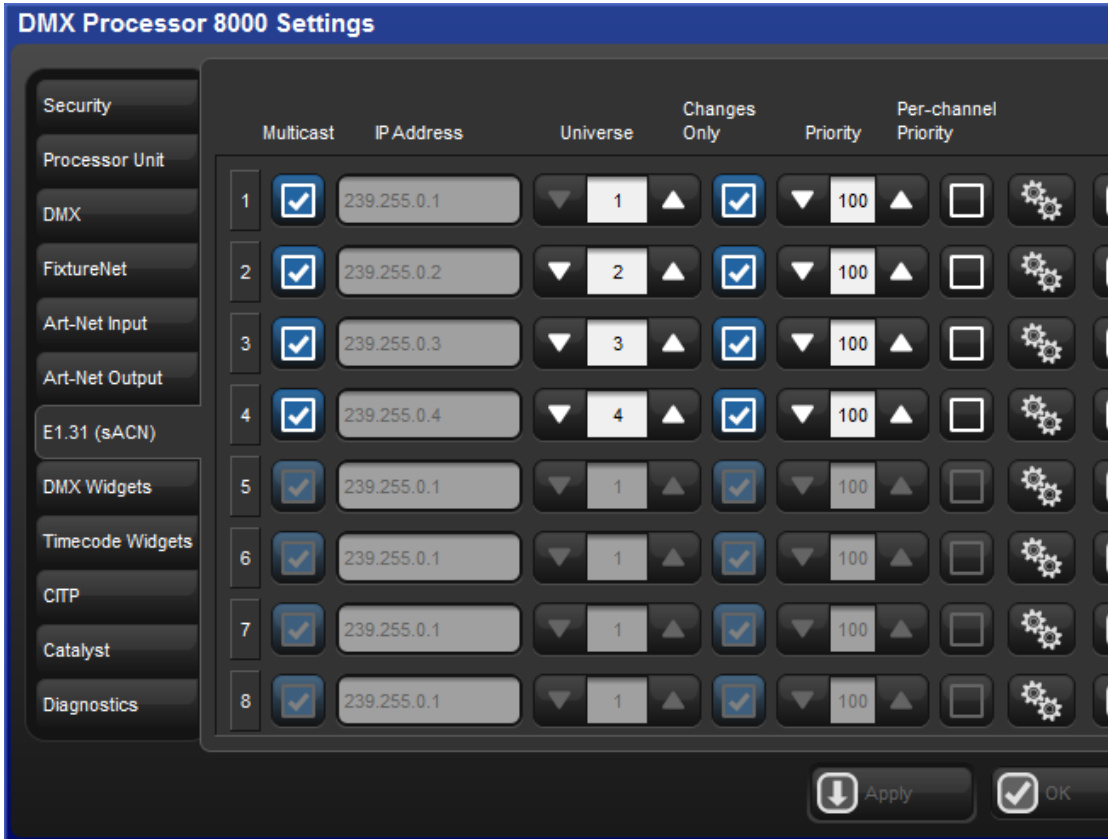 DMX Processor 8000 Settings
Security
Processor Unit
DMX
FixtureNet
Art-Net Input
Art-Net Output
E1.31 (sACN)
DMX Widgets
Timecode Widgets
CITP
Catalyst
Diagnostics
Multicast IP Address Universe Changes Only Priority Per-channel Priority
1 239.255.0.1 1 100
2 239.255.0.2 2 100
3 239.255.0.3 3 100
4 239.255.0.4 4 100
5 239.255.0.1 1 100
6 239.255.0.1 1 100
7 239.255.0.1 1 100
8 239.255.0.1 1 100
Apply OK